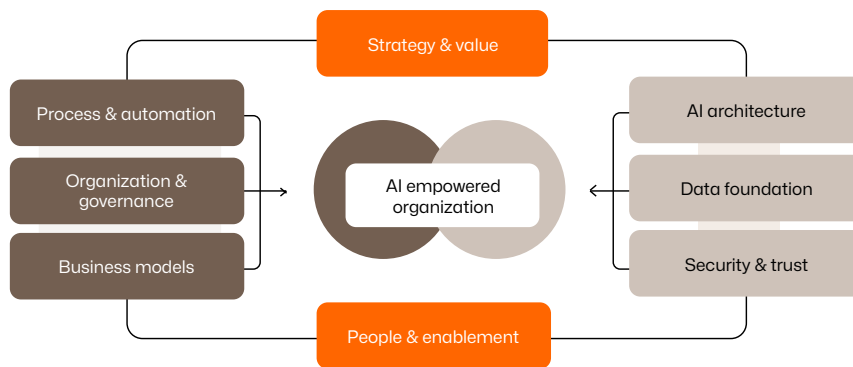 Strategy & value
Process & automation
Organization &
governance
Business models
AI empowered
organization
AI architecture
Data foundation
Security & trust
People & enablement